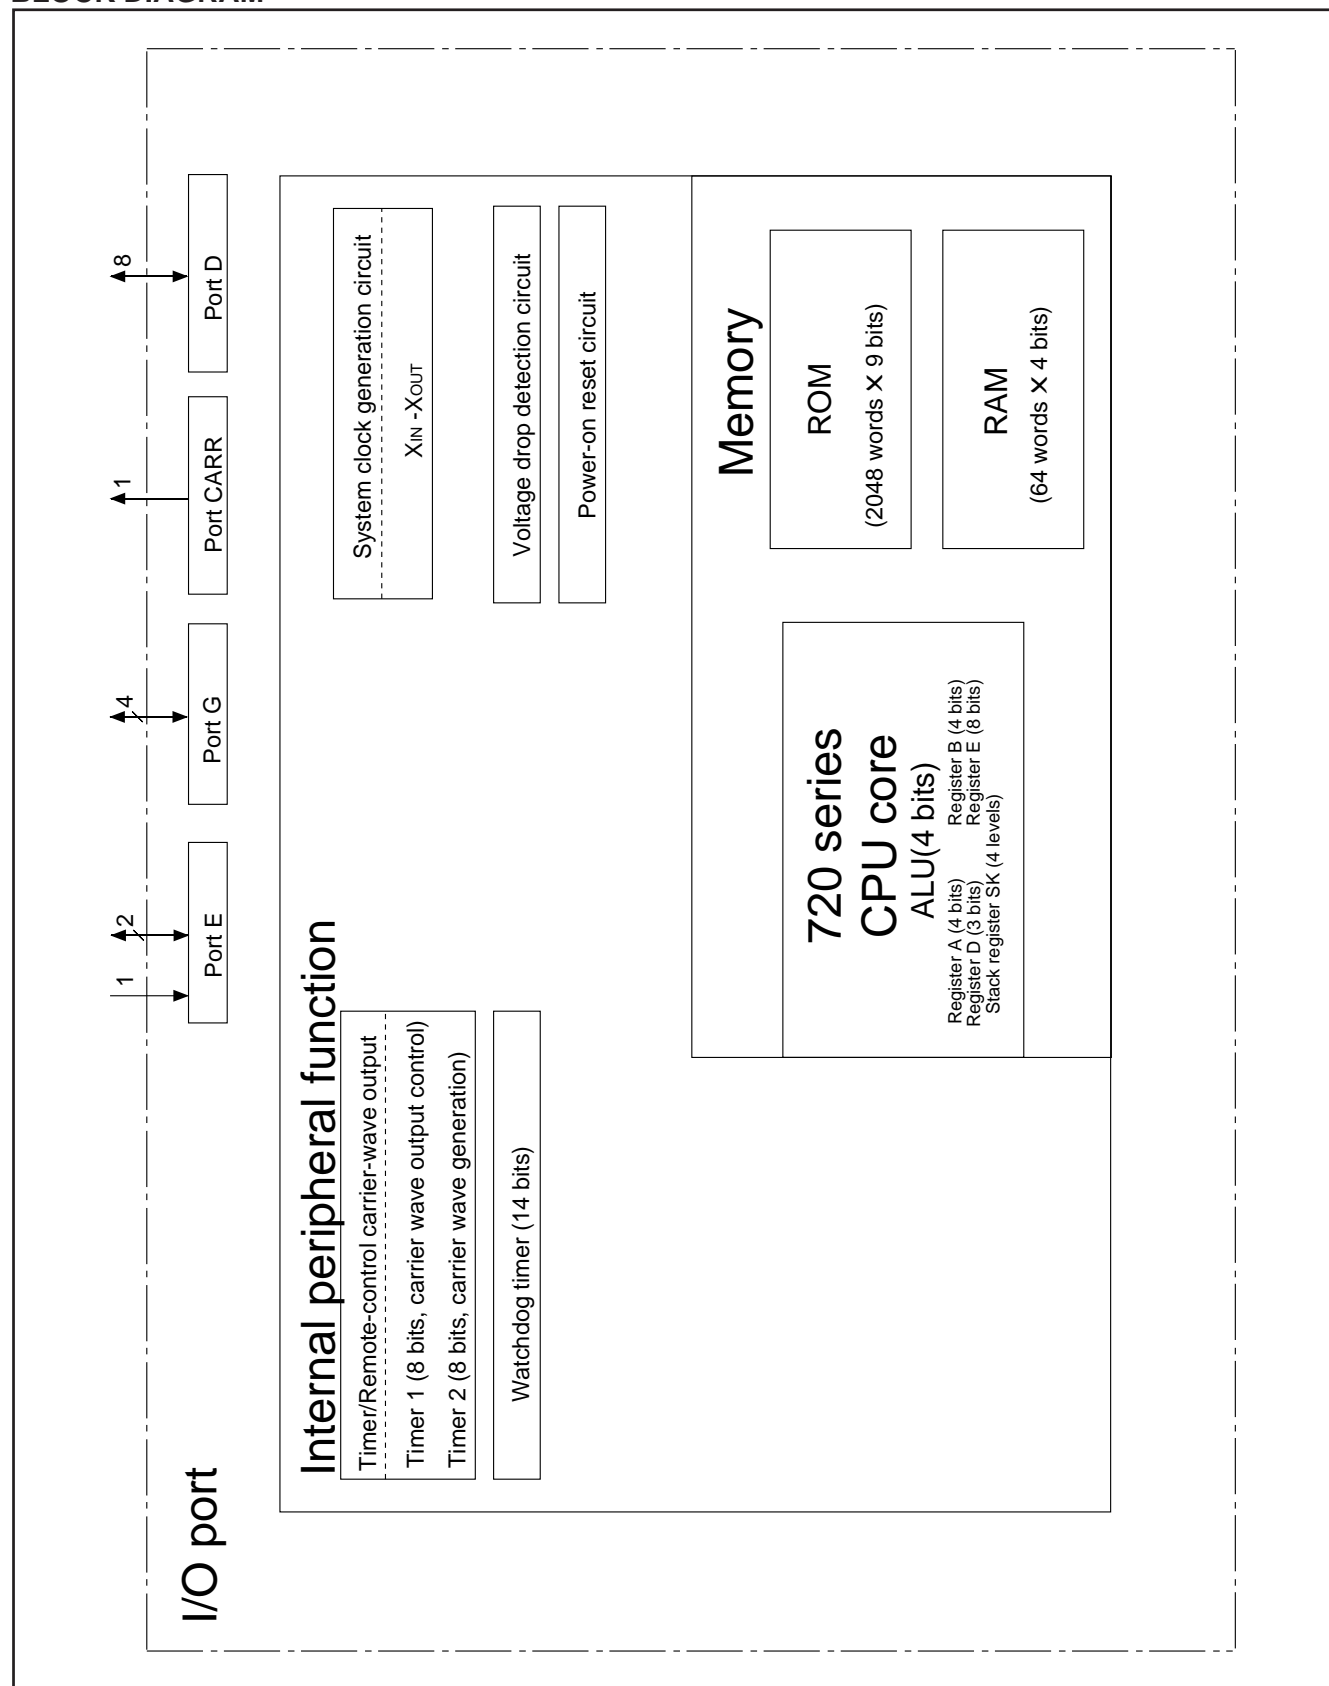 BLOCK DIAGRAM
I/O port
1
2
4
1
8
Port E
Port G
Port CARR
Port D
Internal peripheral function
Timer/Remote-control carrier-wave output
Timer 1 (8 bits, carrier wave output control)
Timer 2 (8 bits, carrier wave generation)
Watchdog timer (14 bits)
System clock generation circuit
XIN -XOUT
Voltage drop detection circuit
Power-on reset circuit
720 series
CPU core
ALU(4 bits)
Register A (4 bits) Register B (4 bits)
Register D (3 bits) Register E (8 bits)
Stack register SK (4 levels)
Memory
ROM
(2048 words X 9 bits)
RAM
(64 words X 4 bits)